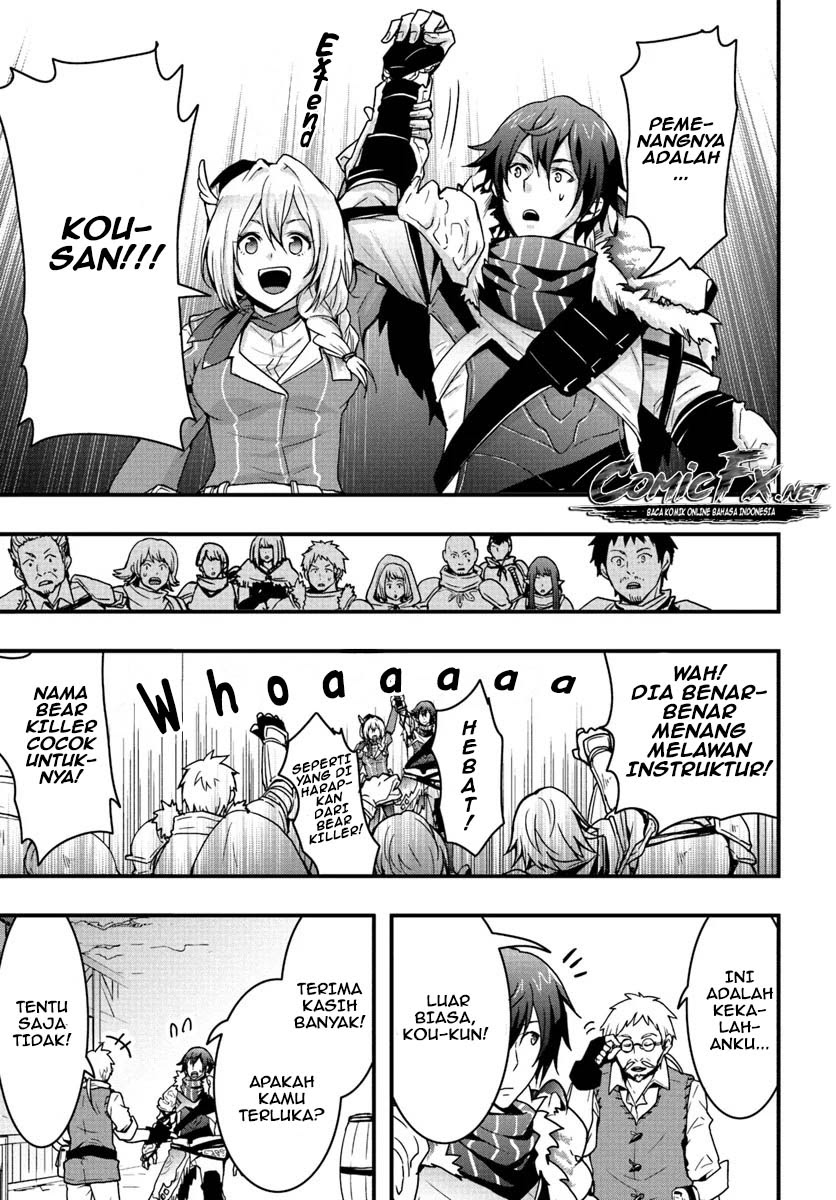 PEME-
NANGNYA
ADALAH
...
Extend
KOU-
SAN!!!
COMICFX.NET
BACA KOMIK ONLINE BAHASA INDONESIA
WAH!
DIA BENAR-
BENAR
MENANG
MELAWAN
INSTRUKTUR!
Whoaaaaaa
HEBAT!
SEPERTI
YANG DI
HARAP-
KAN
DARI
BEAR
KILLER!
NAMA
BEAR
KILLER
COCOK
UNTUK-
NYA!
INI
ADALAH
KEKA-
LAH-
ANKU...
LUAR
BIASA,
KOU-KUN!
TERIMA
KASIH
BANYAK!
APAKAH
KAMU
TERLUKA?
TENTU
SAJA
TIDAK!